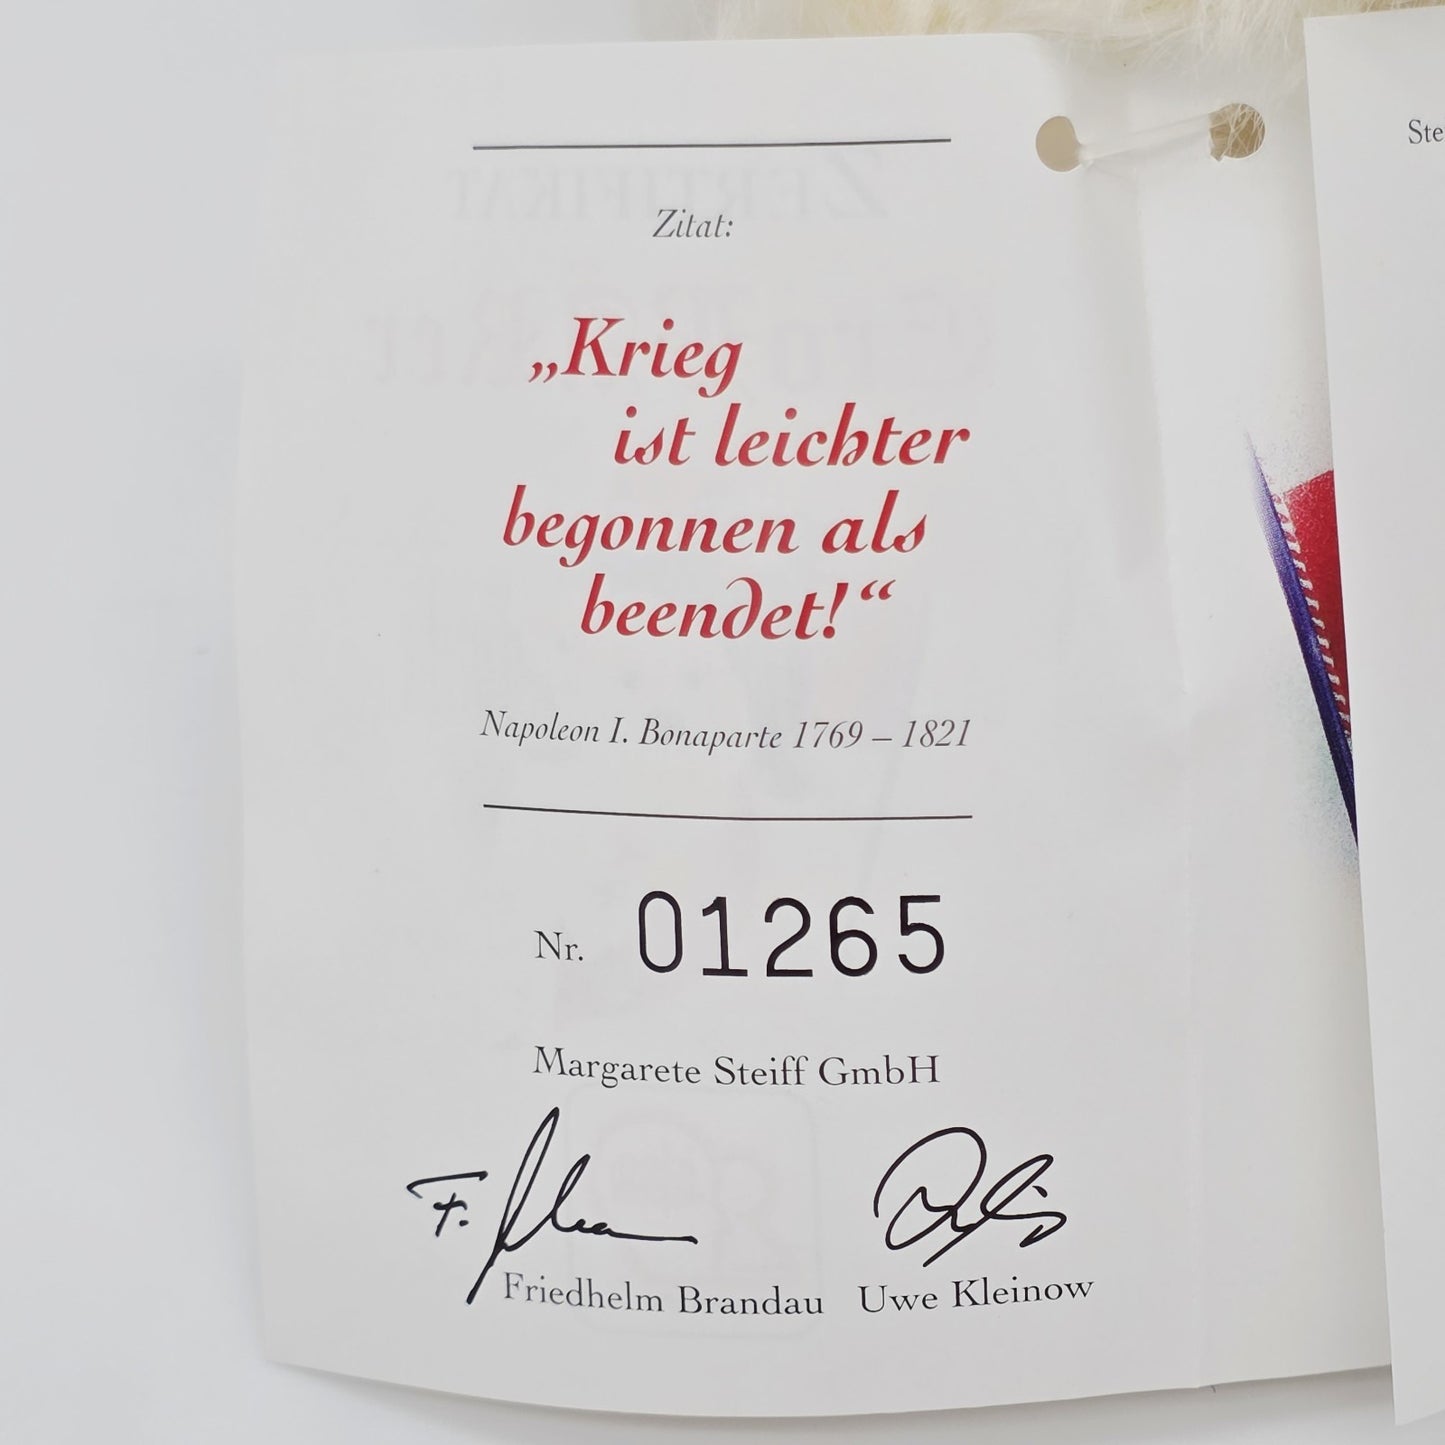 Zitat:
„Krieg
ist leichter
begonnen als
beendet!“
Napoleon I. Bonaparte 1769 – 1821
Nr. 01265
Margarete Steiff GmbH
Friedhelm Brandau Uwe Kleinow
Ste